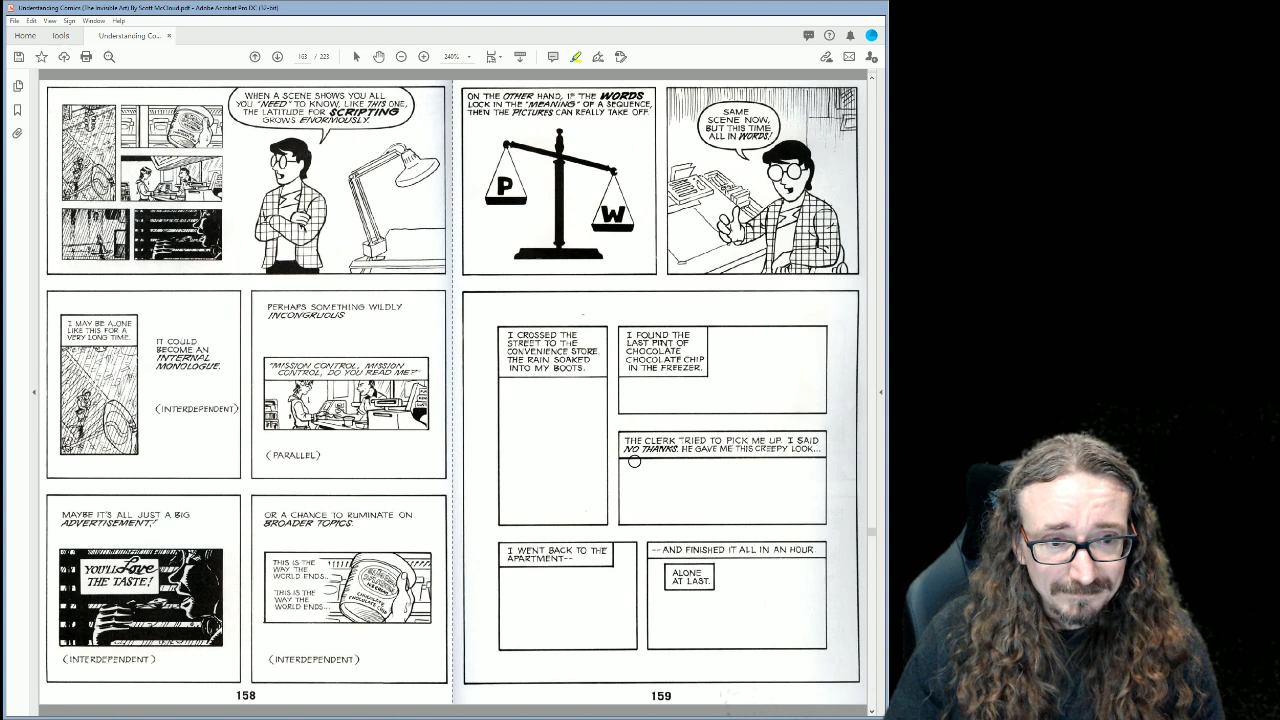 Understanding Comics (The Invisible Art) By Scott McCloud.pdf - Adobe Acrobat Pro DC (32-bit)
File Edit View Sign Window Help
Home Tools Understanding Co... ×
163 / 223 240%
WHEN A SCENE SHOWS YOU ALL
YOU "NEED" TO KNOW, LIKE THIS ONE,
THE LATITUDE FOR SCRIPTING
GROWS ENORMOUSLY.
I MAY BE ALONE
LIKE THIS FOR A
VERY LONG TIME.
IT COULD
BECOME AN
INTERNAL
MONOLOGUE.
(INTERDEPENDENT)
PERHAPS SOMETHING WILDLY
INCONGRUOUS
"MISSION CONTROL, MISSION
CONTROL, DO YOU READ ME?"
(PARALLEL)
MAYBE IT'S ALL JUST A BIG
ADVERTISEMENT!
YOU'LL Love
THE TASTE!
(INTERDEPENDENT)
OR A CHANCE TO RUMINATE ON
BROADER TOPICS.
THIS IS THE
WAY THE
WORLD ENDS...
THIS IS THE
WAY THE
WORLD ENDS...
CHOCOLATE
CHOCOLATE
(INTERDEPENDENT)
158
ON THE OTHER HAND, IF THE WORDS
LOCK IN THE "MEANING" OF A SEQUENCE,
THEN THE PICTURES CAN REALLY TAKE OFF.
P
W
SAME
SCENE NOW,
BUT THIS TIME
ALL IN WORDS!
I CROSSED THE
STREET TO THE
CONVENIENCE STORE.
THE RAIN SOAKED
INTO MY BOOTS.
I FOUND THE
LAST PINT OF
CHOCOLATE
CHOCOLATE CHIP
IN THE FREEZER.
THE CLERK TRIED TO PICK ME UP. I SAID
NO THANKS. HE GAVE ME THIS CREEPY LOOK...
I WENT BACK TO THE
APARTMENT--
--AND FINISHED IT ALL IN AN HOUR.
ALONE
AT LAST.
159